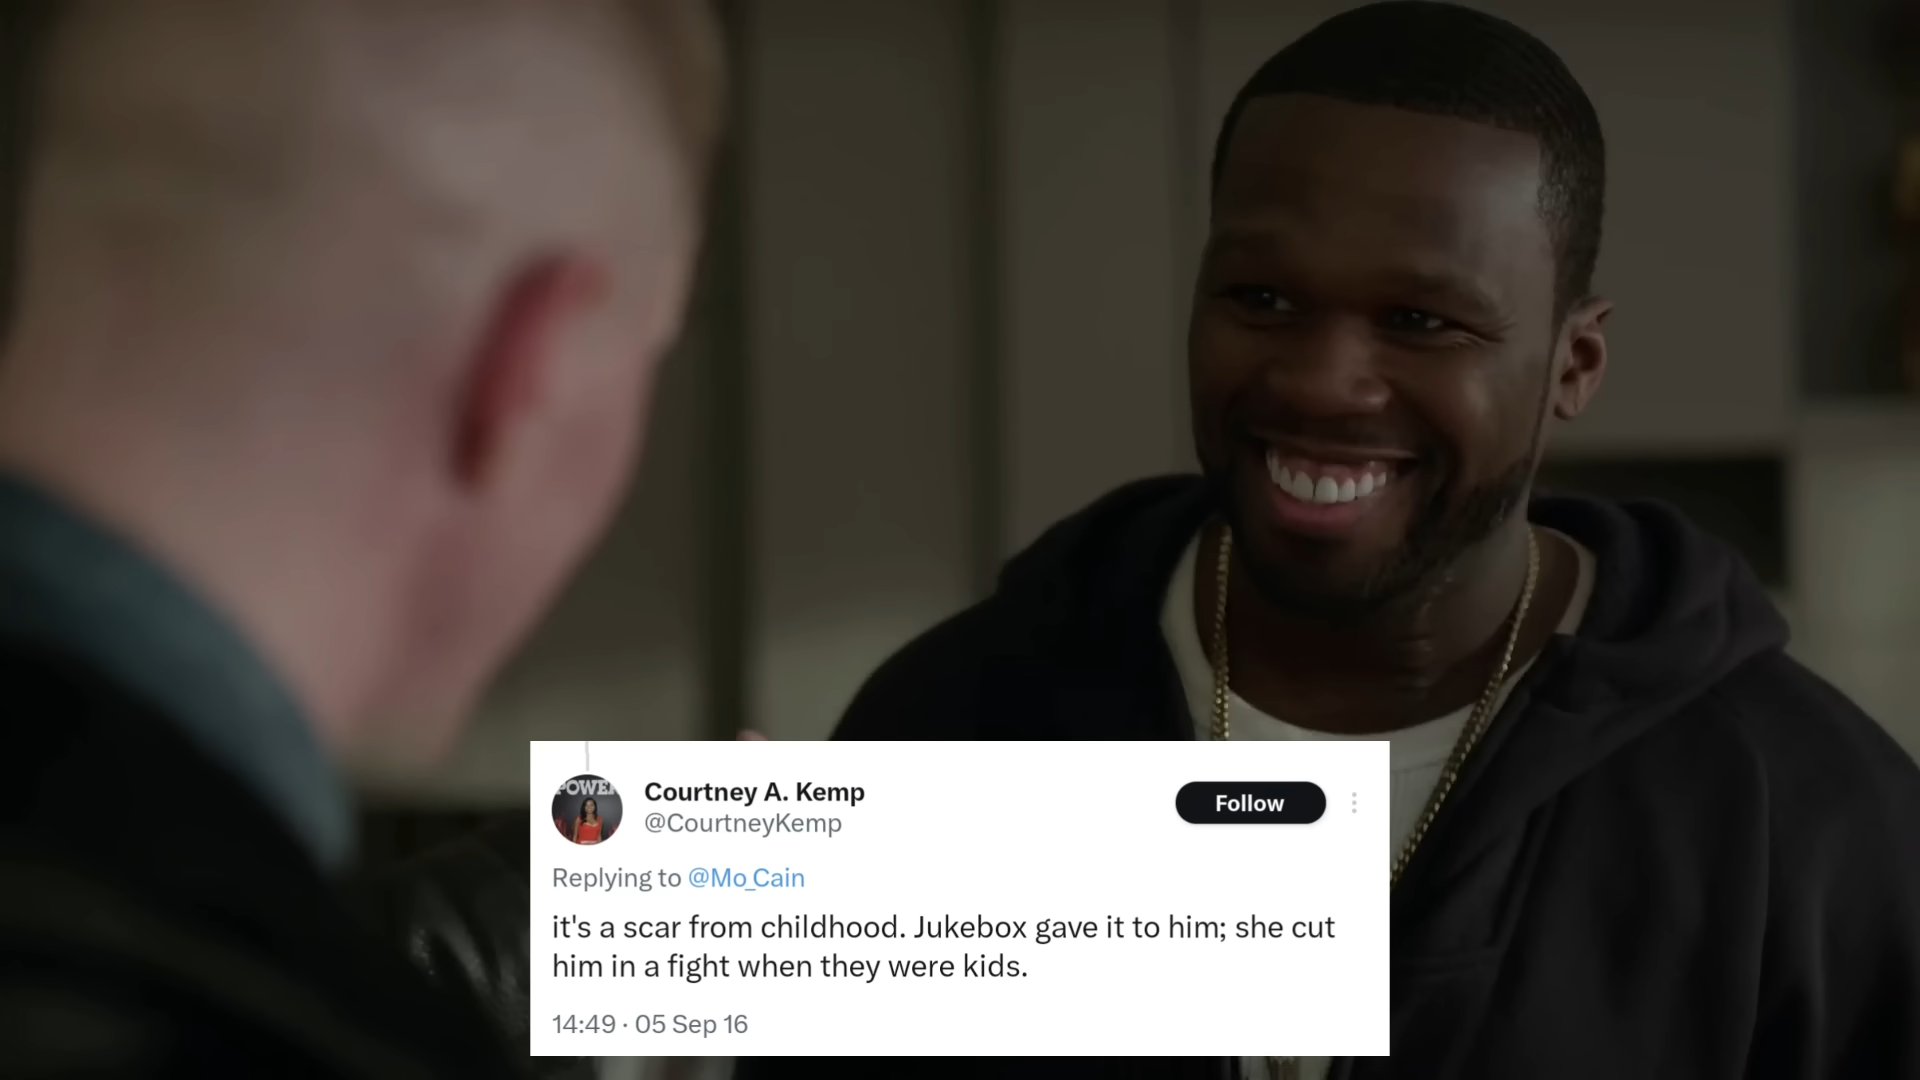 POWER
Courtney A. Kemp
@CourtneyKemp
Follow
Replying to @Mo_Cain
it's a scar from childhood. Jukebox gave it to him; she cut
him in a fight when they were kids.
14:49 · 05 Sep 16